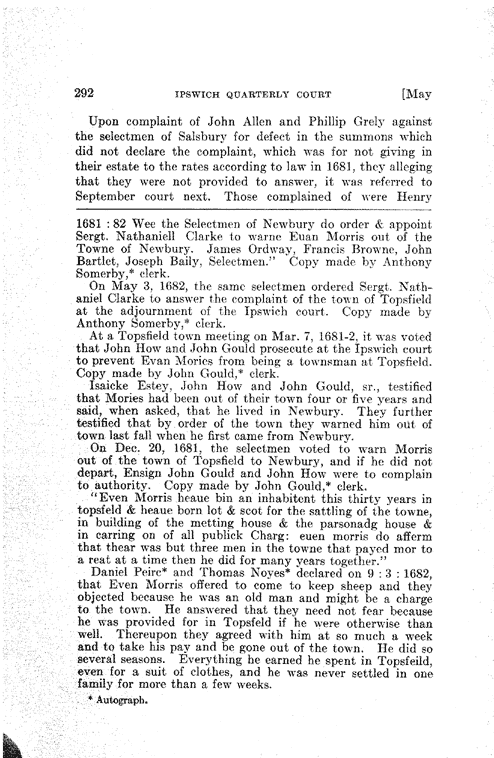 292 IPSWICH QUARTERLY COURT [May
Upon complaint of John Allen and Phillip Grely against
the selectmen of Salsbury for defect in the summons which
did not declare the complaint, which was for not giving in
their estate to the rates according to law in 1681, they alleging
that they were not provided to answer, it was referred to
September court next. Those complained of were Henry
1681 : 82 Wee the Selectmen of Newbury do order & appoint
Sergt. Nathaniell Clarke to warne Euan Morris out of the
Towne of Newbury. James Ordway, Francis Browne, John
Bartlet, Joseph Baily, Selectmen." Copy made by Anthony
Somerby,* clerk.
On May 3, 1682, the same selectmen ordered Sergt. Nath-
aniel Clarke to answer the complaint of the town of Topsfield
at the adjournment of the Ipswich court. Copy made by
Anthony Somerby,* clerk.
At a Topsfield town meeting on Mar. 7, 1681-2, it was voted
that John How and John Gould prosecute at the Ipswich court
to prevent Evan Morics from being a townsman at Topsfield.
Copy made by John Gould,* clerk.
Isaicke Estey, John How and John Gould, sr., testified
that Mories had been out of their town four or five years and
said, when asked, that he lived in Newbury. They further
testified that by order of the town they warned him out of
town last fall when he first came from Newbury.
On Dec. 20, 1681, the selectmen voted to warn Morris
out of the town of Topsfield to Newbury, and if he did not
depart, Ensign John Gould and John How were to complain
to authority. Copy made by John Gould,* clerk.
"Even Morris heaue bin an inhabitent this thirty years in
topsfeld & heaue born lot & scot for the sattling of the towne,
in building of the metting house & the parsonadg house &
in carring on of all publick Charg: euen morris do afferm
that thear was but three men in the towne that payed mor to
a reat at a time then he did for many years together."
Daniel Peirc* and Thomas Noyes* declared on 9 : 3 : 1682,
that Even Morris offered to come to keep sheep and they
objected because he was an old man and might be a charge
to the town. He answered that they need not fear because
he was provided for in Topsfeld if he were otherwise than
well. Thereupon they agreed with him at so much a week
and to take his pay and be gone out of the town. He did so
several seasons. Everything he earned he spent in Topsfeild,
even for a suit of clothes, and he was never settled in one
family for more than a few weeks.
* Autograph.